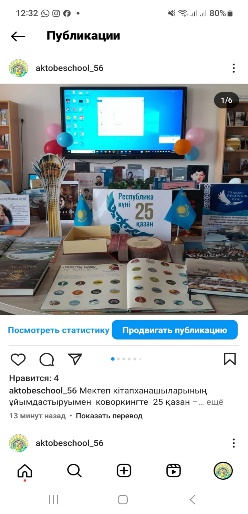 12:32
80%
Публикации
aktobeschool_56
1/6
Республика
күні
25
қазан
Посмотреть статистику
Продвигать публикацию
Нравится: 4
aktobeschool_56 Мектеп кітапханашыларының
ұйымдастыруымен коворкингте 25 қазан –... ещё
13 минут назад • Показать перевод
aktobeschool_56